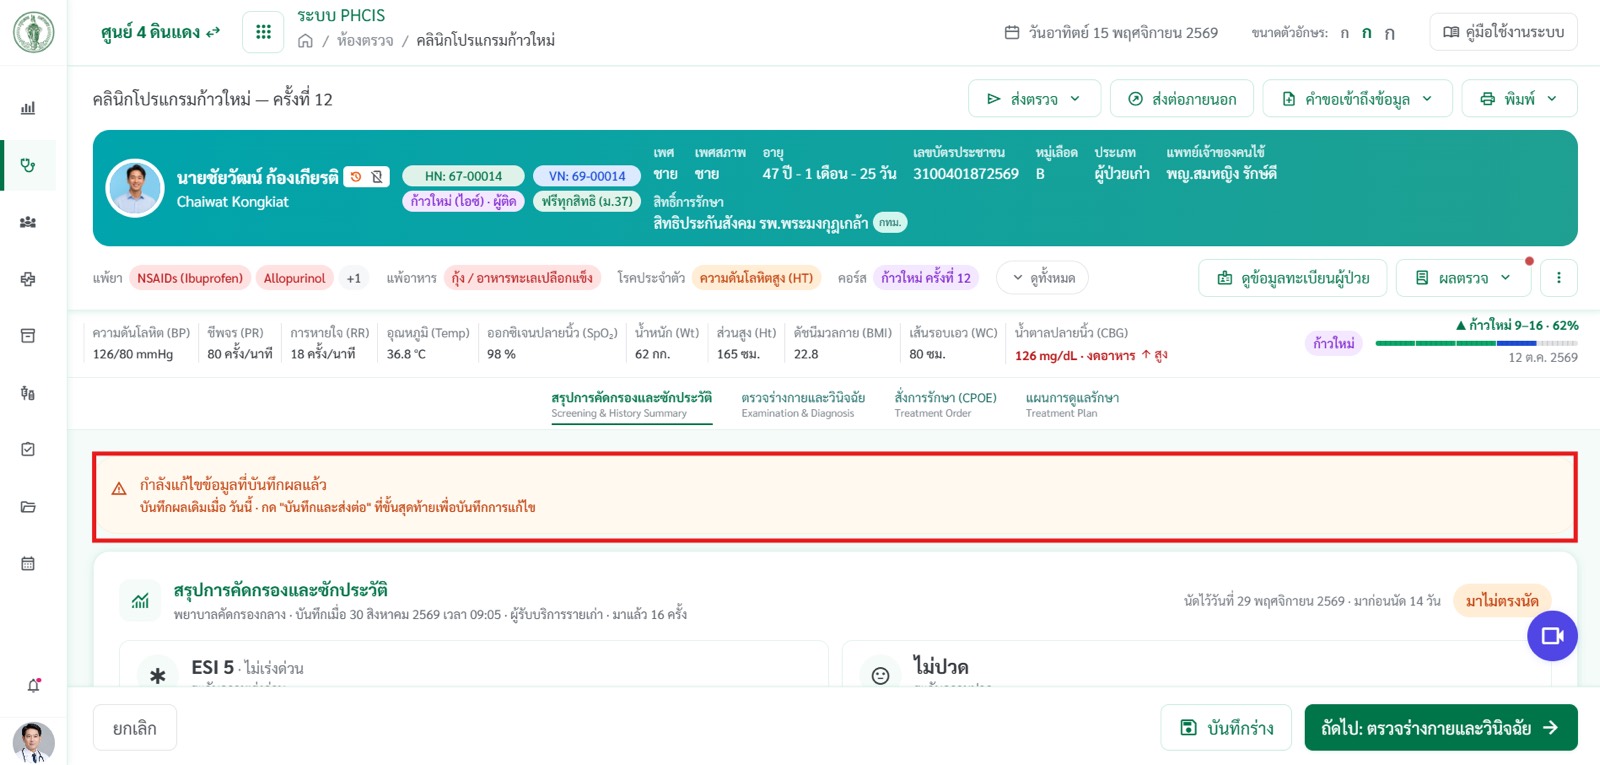 ศูนย์ 4 ดินแดง
ระบบ PHCIS
/ ห้องตรวจ / คลินิกโปรแกรมก้าวใหม่
วันอาทิตย์ 15 พฤศจิกายน 2569
ขนาดตัวอักษร: ก ก ก
คู่มือใช้งานระบบ
คลินิกโปรแกรมก้าวใหม่ — ครั้งที่ 12
ส่งตรวจ
ส่งต่อภายนอก
คำขอเข้าถึงข้อมูล
พิมพ์
นายชัยวัฒน์ ก้องเกียรติ
Chaiwat Kongkiat
HN: 67-00014
VN: 69-00014
ก้าวใหม่ (ไอซ์) · ผู้ติด
ฟรีทุกสิทธิ (ม.37)
เพศ
ชาย
เพศสภาพ
ชาย
อายุ
47 ปี - 1 เดือน - 25 วัน
เลขบัตรประชาชน
3100401872569
หมู่เลือด
B
ประเภท
ผู้ป่วยเก่า
แพทย์เจ้าของคนไข้
พญ.สมหญิง รักษ์ดี
สิทธิ์การรักษา
สิทธิประกันสังคม รพ.พระมงกุฎเกล้า กทม.
แพ้ยา NSAIDs (Ibuprofen) Allopurinol +1
แพ้อาหาร กุ้ง / อาหารทะเลเปลือกแข็ง
โรคประจำตัว ความดันโลหิตสูง (HT)
คอร์ส ก้าวใหม่ ครั้งที่ 12
ดูทั้งหมด
ดูข้อมูลทะเบียนผู้ป่วย
ผลตรวจ
ความดันโลหิต (BP)
126/80 mmHg
ชีพจร (PR)
80 ครั้ง/นาที
การหายใจ (RR)
18 ครั้ง/นาที
อุณหภูมิ (Temp)
36.8 °C
ออกซิเจนปลายนิ้ว (SpO₂)
98 %
น้ำหนัก (Wt)
62 กก.
ส่วนสูง (Ht)
165 ซม.
ดัชนีมวลกาย (BMI)
22.8
เส้นรอบเอว (WC)
80 ซม.
น้ำตาลปลายนิ้ว (CBG)
126 mg/dL · งดอาหาร ↑ สูง
ก้าวใหม่
▲ ก้าวใหม่ 9–16 · 62%
12 ต.ค. 2569
สรุปการคัดกรองและซักประวัติ
Screening & History Summary
ตรวจร่างกายและวินิจฉัย
Examination & Diagnosis
สั่งการรักษา (CPOE)
Treatment Order
แผนการดูแลรักษา
Treatment Plan
กำลังแก้ไขข้อมูลที่บันทึกผลแล้ว
บันทึกผลเดิมเมื่อ วันนี้ · กด "บันทึกและส่งต่อ" ที่ขั้นสุดท้ายเพื่อบันทึกการแก้ไข
สรุปการคัดกรองและซักประวัติ
พยาบาลคัดกรองกลาง · บันทึกเมื่อ 30 สิงหาคม 2569 เวลา 09:05 · ผู้รับบริการรายเก่า · มาแล้ว 16 ครั้ง
นัดไว้วันที่ 29 พฤศจิกายน 2569 · มาก่อนนัด 14 วัน
มาไม่ตรงนัด
ESI 5 · ไม่เร่งด่วน
ไม่ปวด
ยกเลิก
บันทึกร่าง
ถัดไป: ตรวจร่างกายและวินิจฉัย →